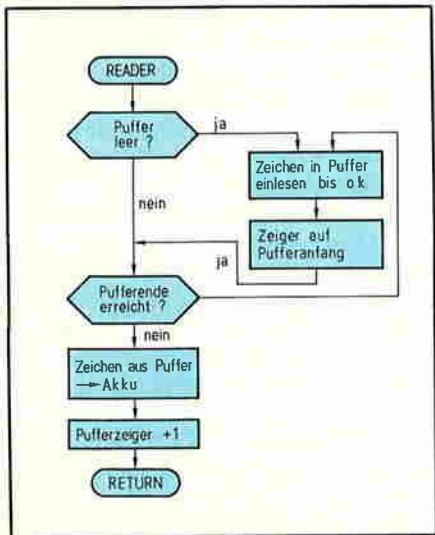 READER
Puffer
leer ?
ja
Zeichen in Puffer
einlesen bis ok
nein
Zeiger auf
Pufferanfang
ja
Pufferende
erreicht ?
nein
Zeichen aus Puffer
→ Akku
Pufferzeiger +1
RETURN